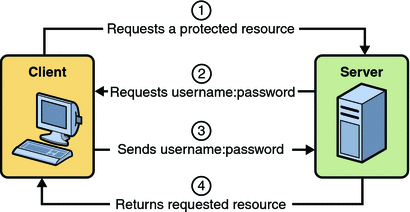 1
Requests a protected resource
Client
Server
2
Requests username:password
3
Sends username:password
4
Returns requested resource